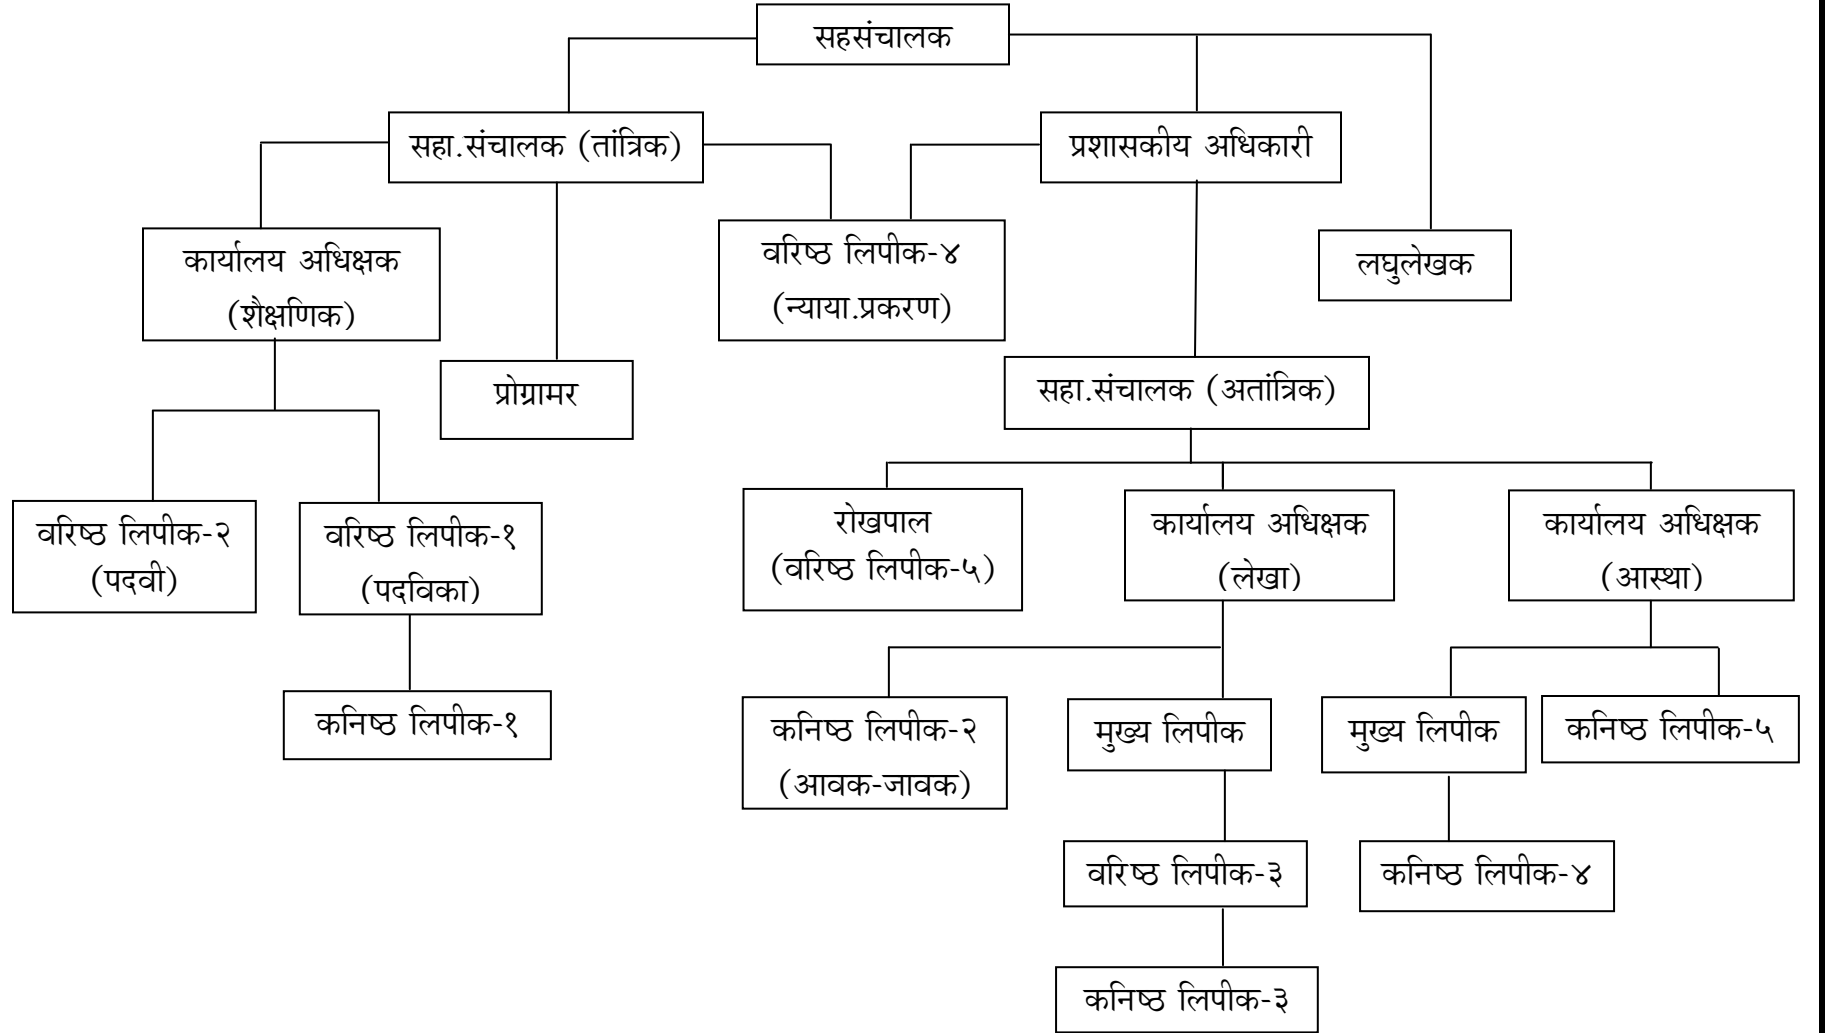 सहसंचालक
सहा.संचालक (तांत्रिक)
प्रशासकीय अधिकारी
कार्यालय अधिक्षक
(शैक्षणिक)
वरिष्ठ लिपीक-४
(न्याया.प्रकरण)
लघुलेखक
प्रोग्रामर
सहा.संचालक (अतांत्रिक)
वरिष्ठ लिपीक-२
(पदवी)
वरिष्ठ लिपीक-१
(पदविका)
रोखपाल
(वरिष्ठ लिपीक-५)
कार्यालय अधिक्षक
(लेखा)
कार्यालय अधिक्षक
(आस्था)
कनिष्ठ लिपीक-१
कनिष्ठ लिपीक-२
(आवक-जावक)
मुख्य लिपीक
मुख्य लिपीक
कनिष्ठ लिपीक-५
वरिष्ठ लिपीक-३
कनिष्ठ लिपीक-४
कनिष्ठ लिपीक-३